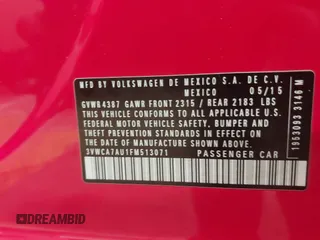 MFD BY VOLKSWAGEN DE MEXICO S.A. DE C.V.
MEXICO 05/15
GVWR 4387 GAWR FRONT 2315 / REAR 2183 LBS
THIS VEHICLE CONFORMS TO ALL APPLICABLE U.S.
FEDERAL MOTOR VEHICLE SAFETY, BUMPER AND
THEFT PREVENTION STANDARDS IN EFFECT ON THE
DATE OF MANUFACTURE SHOWN ABOVE.
3VWCA7AU1FM513071 PASSENGER CAR
1953093 3146 M
DREAMBID